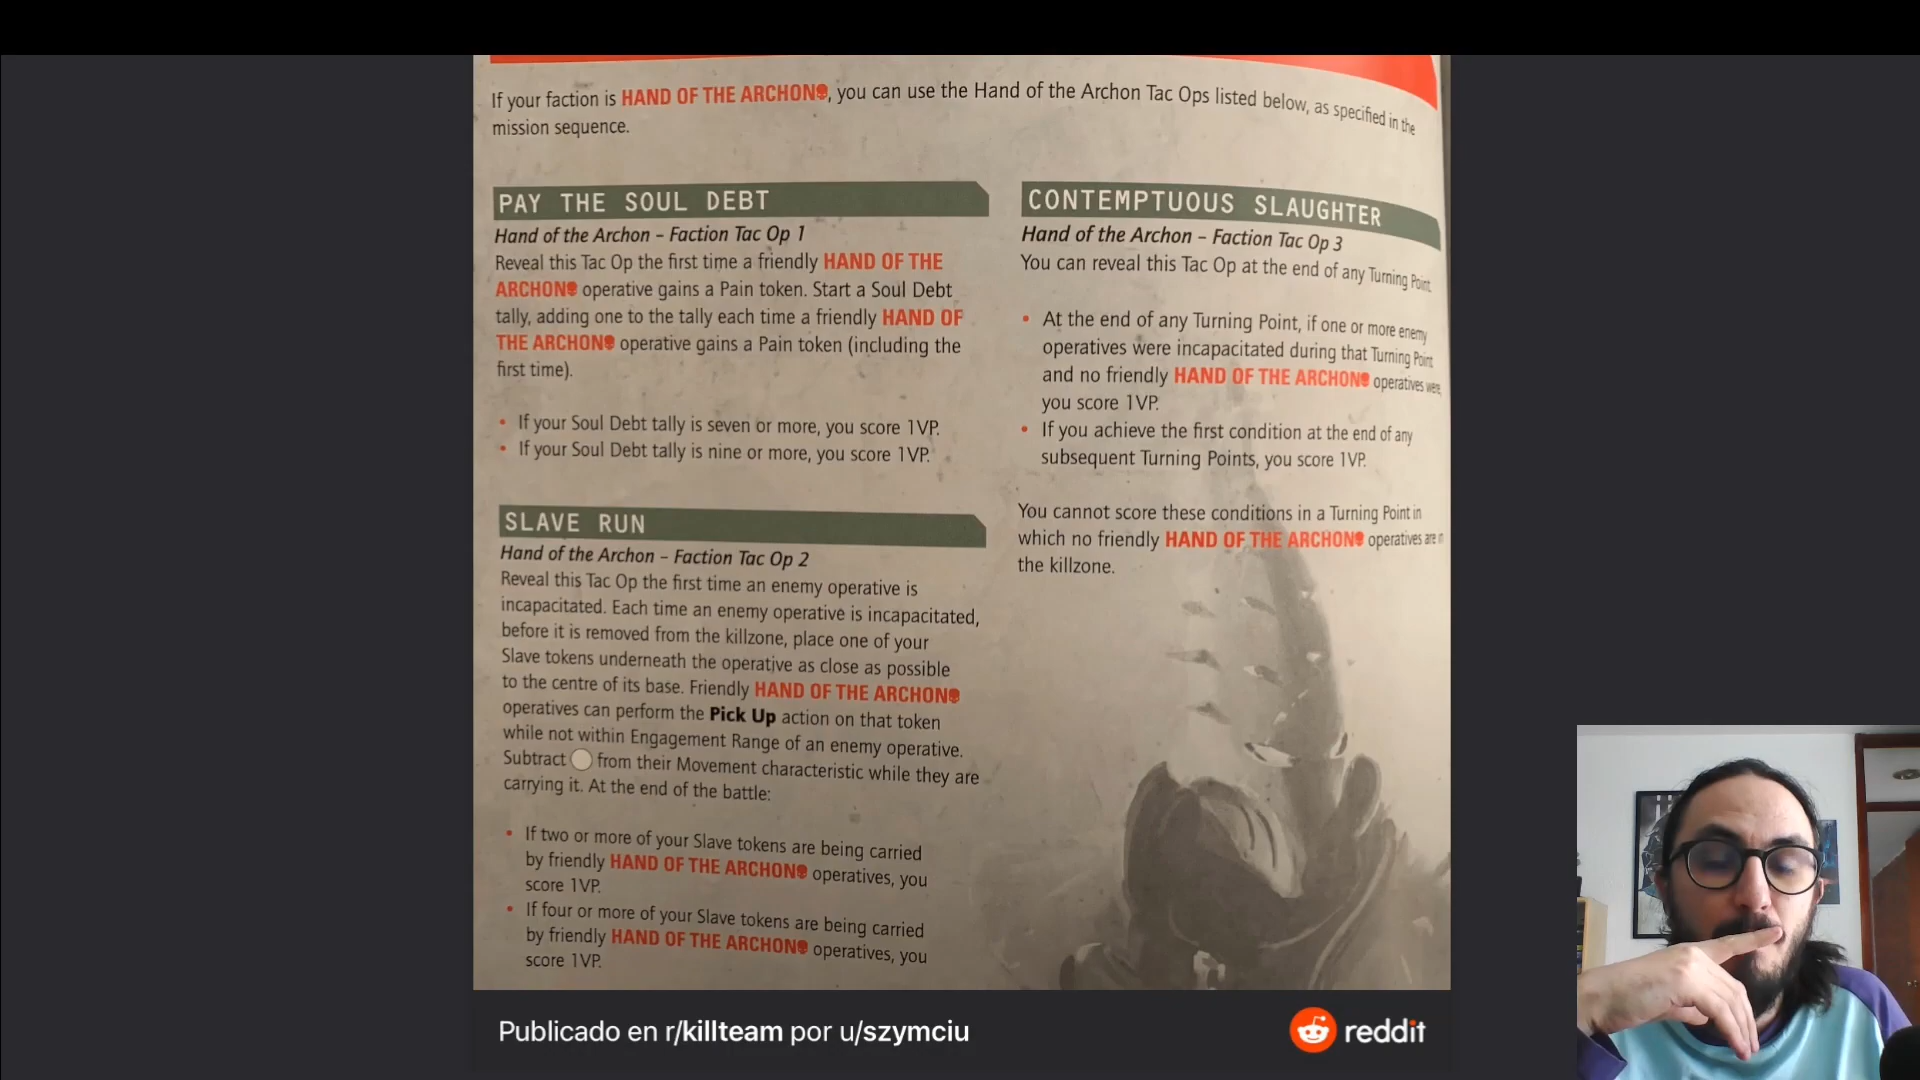 If your faction is HAND OF THE ARCHON, you can use the Hand of the Archon Tac Ops listed below, as specified in the
mission sequence.
PAY THE SOUL DEBT
Hand of the Archon – Faction Tac Op 1
Reveal this Tac Op the first time a friendly HAND OF THE
ARCHON operative gains a Pain token. Start a Soul Debt
tally, adding one to the tally each time a friendly HAND OF
THE ARCHON operative gains a Pain token (including the
first time).
• If your Soul Debt tally is seven or more, you score 1VP.
• If your Soul Debt tally is nine or more, you score 1VP.
SLAVE RUN
Hand of the Archon – Faction Tac Op 2
Reveal this Tac Op the first time an enemy operative is
incapacitated. Each time an enemy operative is incapacitated,
before it is removed from the killzone, place one of your
Slave tokens underneath the operative as close as possible
to the centre of its base. Friendly HAND OF THE ARCHON
operatives can perform the Pick Up action on that token
while not within Engagement Range of an enemy operative.
Subtract from their Movement characteristic while they are
carrying it. At the end of the battle:
• If two or more of your Slave tokens are being carried
by friendly HAND OF THE ARCHON operatives, you
score 1VP.
• If four or more of your Slave tokens are being carried
by friendly HAND OF THE ARCHON operatives, you
score 1VP.
CONTEMPTUOUS SLAUGHTER
Hand of the Archon – Faction Tac Op 3
You can reveal this Tac Op at the end of any Turning Point.
• At the end of any Turning Point, if one or more enemy
operatives were incapacitated during that Turning Point
and no friendly HAND OF THE ARCHON operatives were,
you score 1VP.
• If you achieve the first condition at the end of any
subsequent Turning Points, you score 1VP.
You cannot score these conditions in a Turning Point in
which no friendly HAND OF THE ARCHON operatives are in
the killzone.
Publicado en r/killteam por u/szymciu
reddit